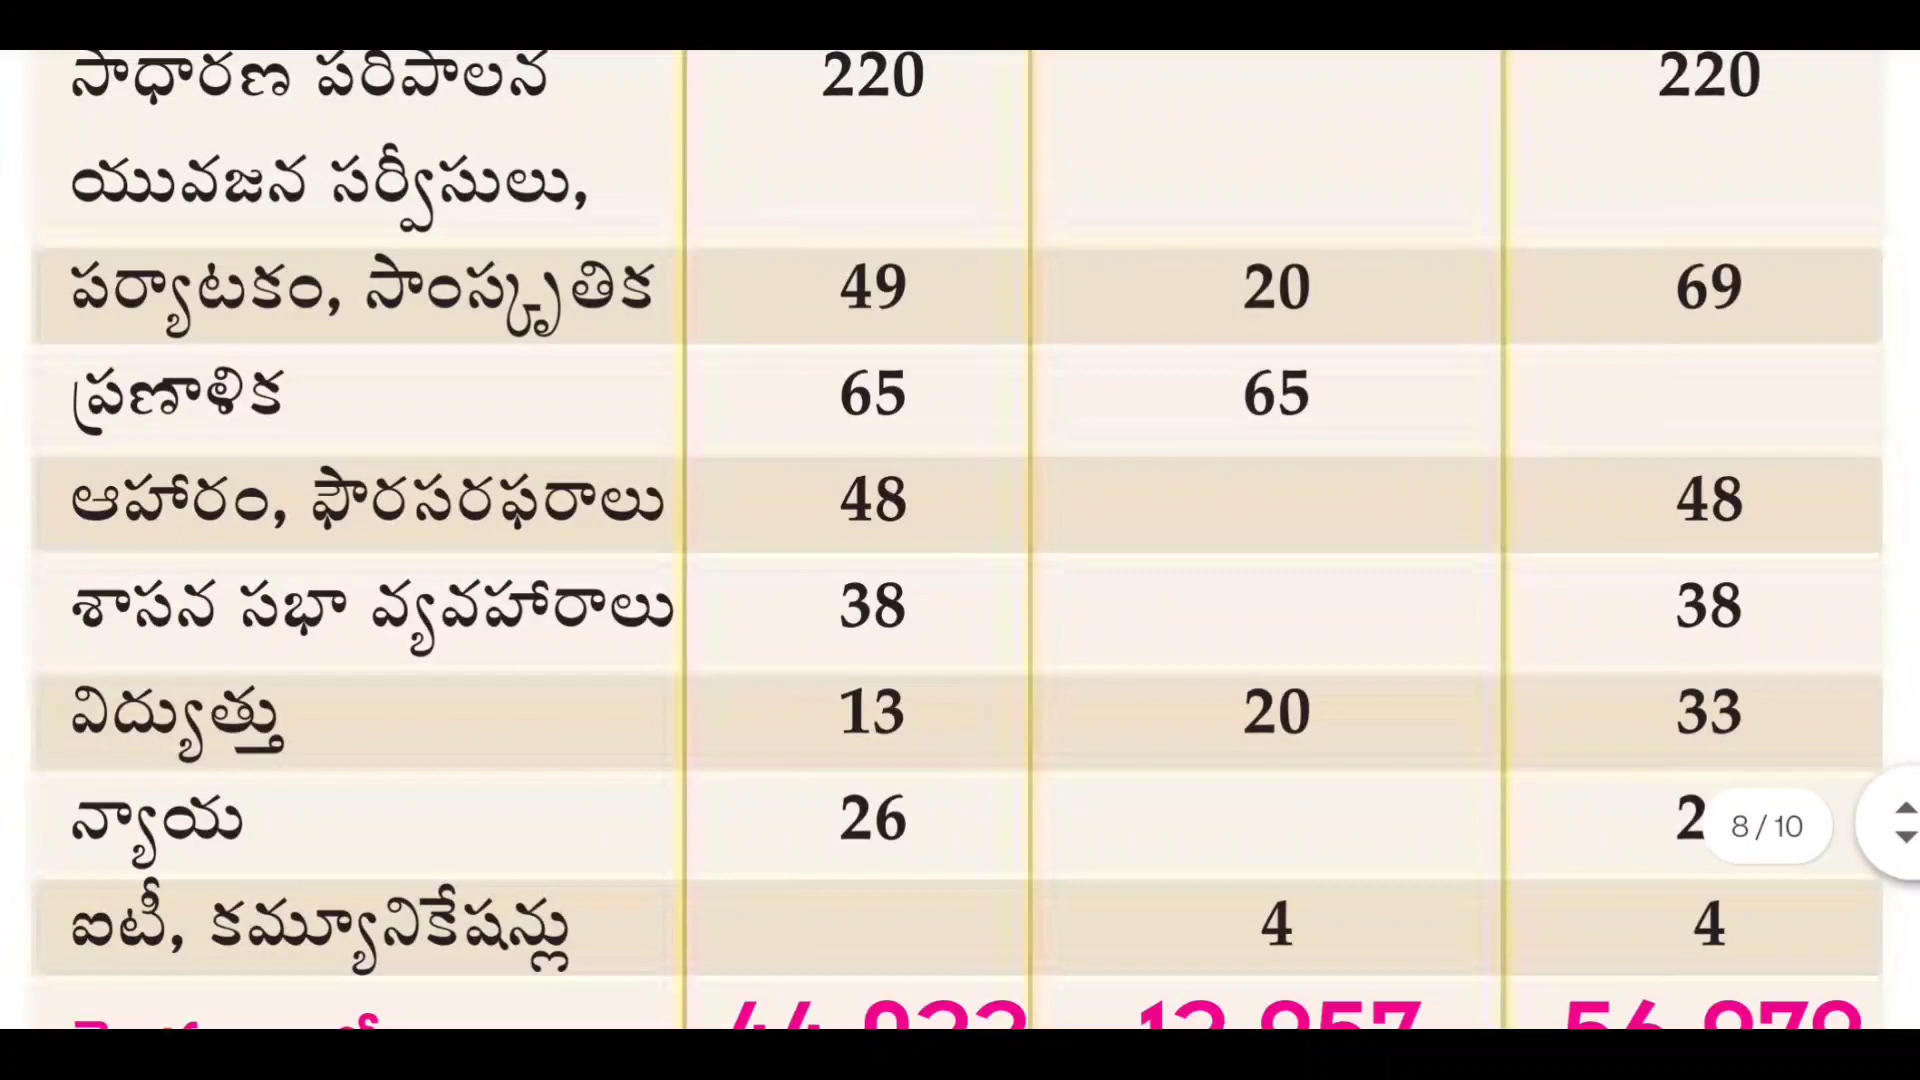 సాధారణ పరిపాలన 220 220
యువజన సర్వీసులు,
పర్యాటకం, సాంస్కృతిక 49 20 69
ప్రణాళిక 65 65
ఆహారం, పౌరసరఫరాలు 48 48
శాసన సభా వ్యవహారాలు 38 38
విద్యుత్తు 13 20 33
న్యాయ 26 2
8 / 10
ఐటీ, కమ్యూనికేషన్లు 4 4